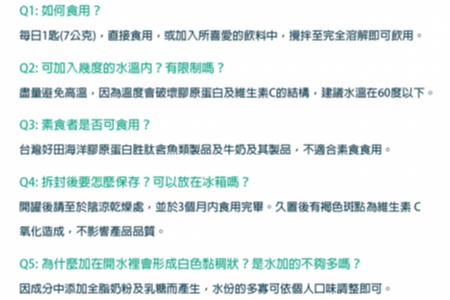 Q1: 如何食用？
每日1匙(7公克)，直接食用，或加入所喜愛的飲料中，攪拌至完全溶解即可飲用。
Q2: 可加入幾度的水溫內？有限制嗎？
盡量避免高溫，因為溫度會破壞膠原蛋白及維生素C的結構，建議水溫在60度以下。
Q3: 素食者是否可食用？
台灣好田海洋膠原蛋白胜肽含魚類製品及牛奶及其製品，不適合素食食用。
Q4: 拆封後要怎麼保存？可以放在冰箱嗎？
開罐後請至於陰涼乾燥處，並於3個月內食用完畢。久置後有褐色斑點為維生素 C
氧化造成，不影響產品品質。
Q5: 為什麼加在開水裡會形成白色黏稠狀？是水加的不夠多嗎？
因成分中添加全脂奶粉及乳糖而產生，水份的多寡可依個人口味調整即可。